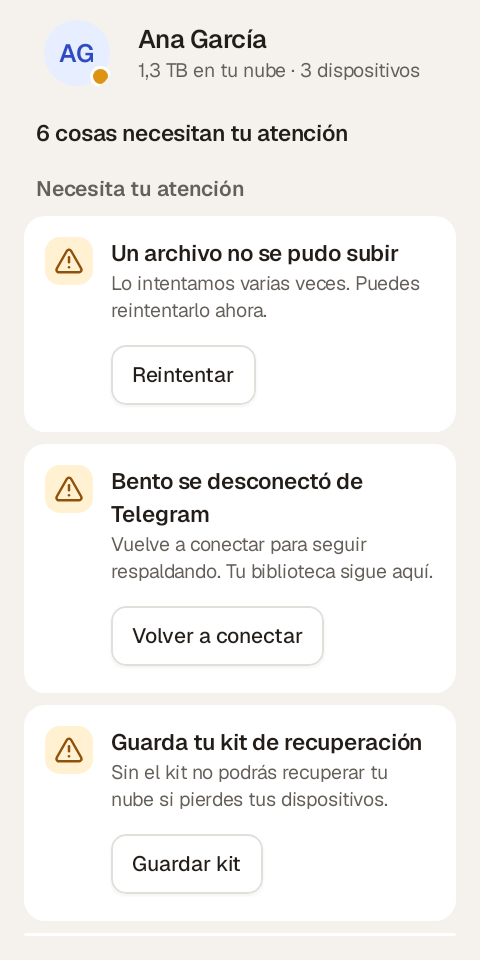 AG
Ana García
1,3 TB en tu nube · 3 dispositivos
6 cosas necesitan tu atención
Necesita tu atención
Un archivo no se pudo subir
Lo intentamos varias veces. Puedes
reintentarlo ahora.
Reintentar
Bento se desconectó de
Telegram
Vuelve a conectar para seguir
respaldando. Tu biblioteca sigue aquí.
Volver a conectar
Guarda tu kit de recuperación
Sin el kit no podrás recuperar tu
nube si pierdes tus dispositivos.
Guardar kit